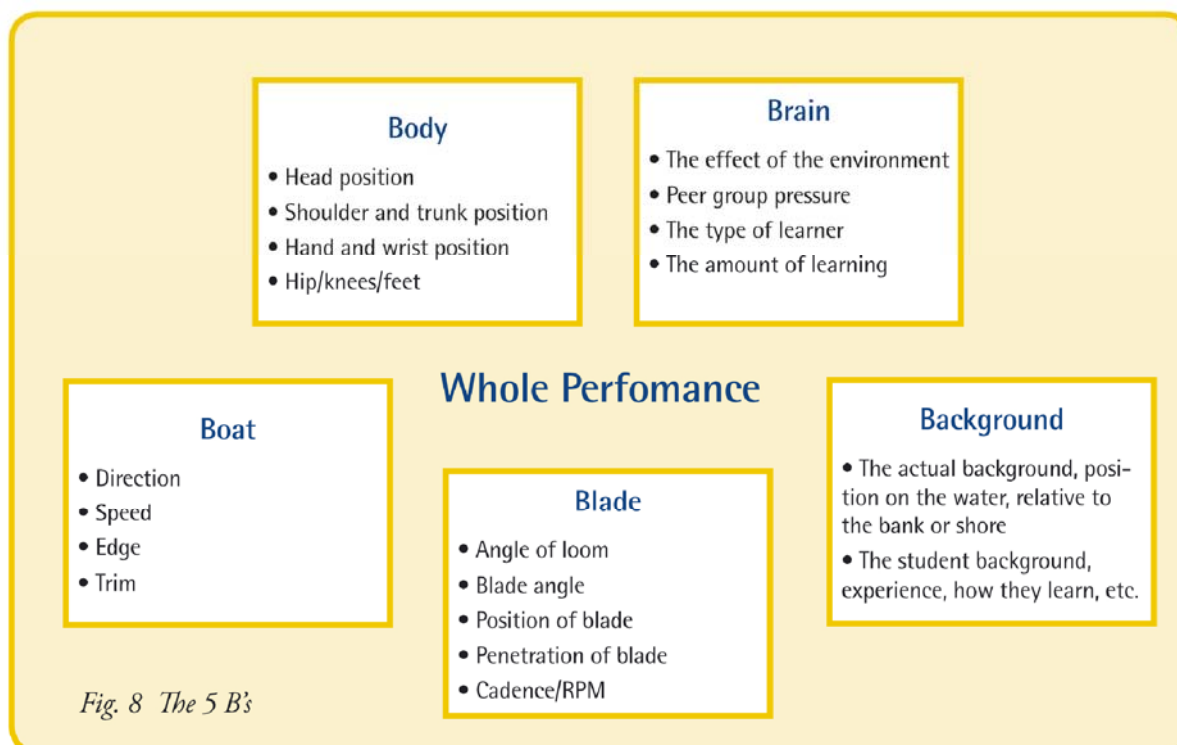 Body
• Head position
• Shoulder and trunk position
• Hand and wrist position
• Hip/knees/feet
Brain
• The effect of the environment
• Peer group pressure
• The type of learner
• The amount of learning
Whole Perfomance
Boat
• Direction
• Speed
• Edge
• Trim
Blade
• Angle of loom
• Blade angle
• Position of blade
• Penetration of blade
• Cadence/RPM
Background
• The actual background, posi-
tion on the water, relative to
the bank or shore
• The student background,
experience, how they learn, etc.
Fig. 8 The 5 B's